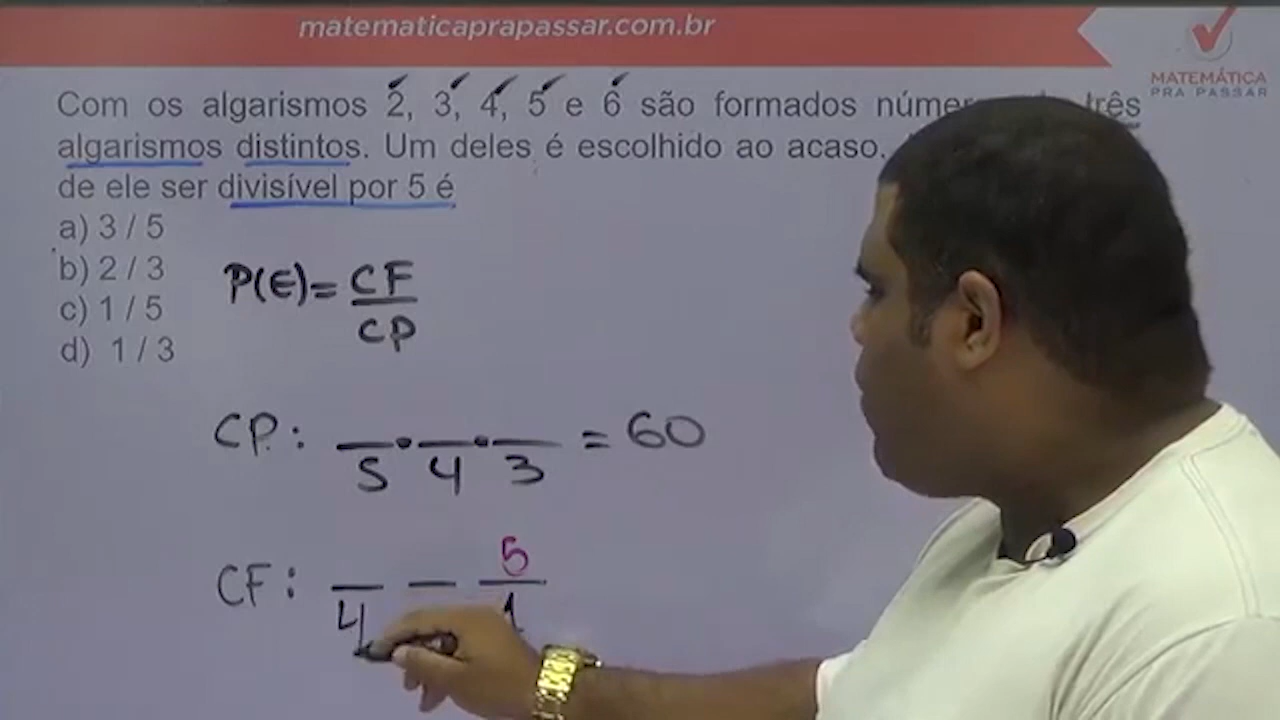 matematicaprapassar.com.br
MATEMÁTICA
PRA PASSAR
Com os algarismos 2, 3, 4, 5 e 6 são formados três
algarismos distintos. Um deles é escolhido ao acaso.
de ele ser divisível por 5 é
a) 3 / 5
b) 2 / 3
c) 1 / 5
d) 1 / 3
P(E)= CF
CP
CP: = 60
5 4 3
5
CF:
4 1